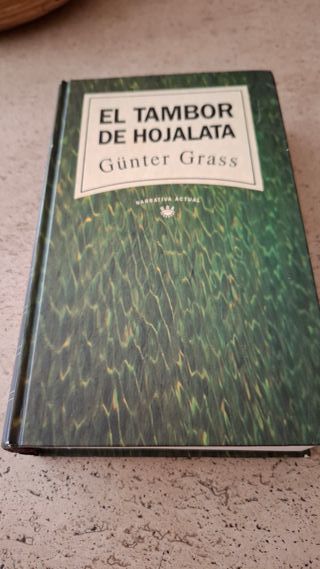 EL TAMBOR
DE HOJALATA
Günter Grass
NARRATIVA ACTUAL